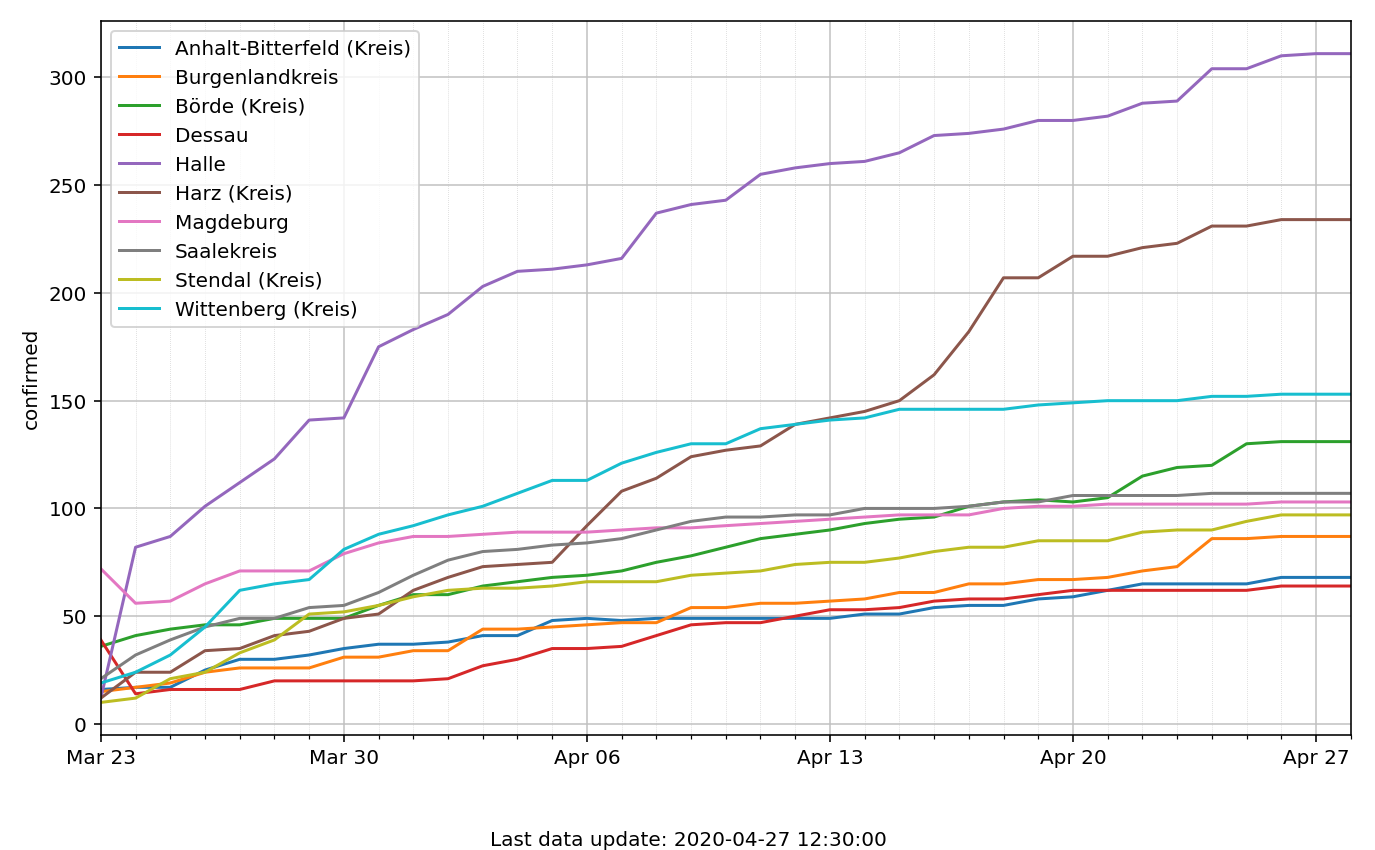 Anhalt-Bitterfeld (Kreis)
Burgenlandkreis
Börde (Kreis)
Dessau
Halle
Harz (Kreis)
Magdeburg
Saalekreis
Stendal (Kreis)
Wittenberg (Kreis)
confirmed
300
250
200
150
100
50
0
Mar 23 Mar 30 Apr 06 Apr 13 Apr 20 Apr 27
Last data update: 2020-04-27 12:30:00